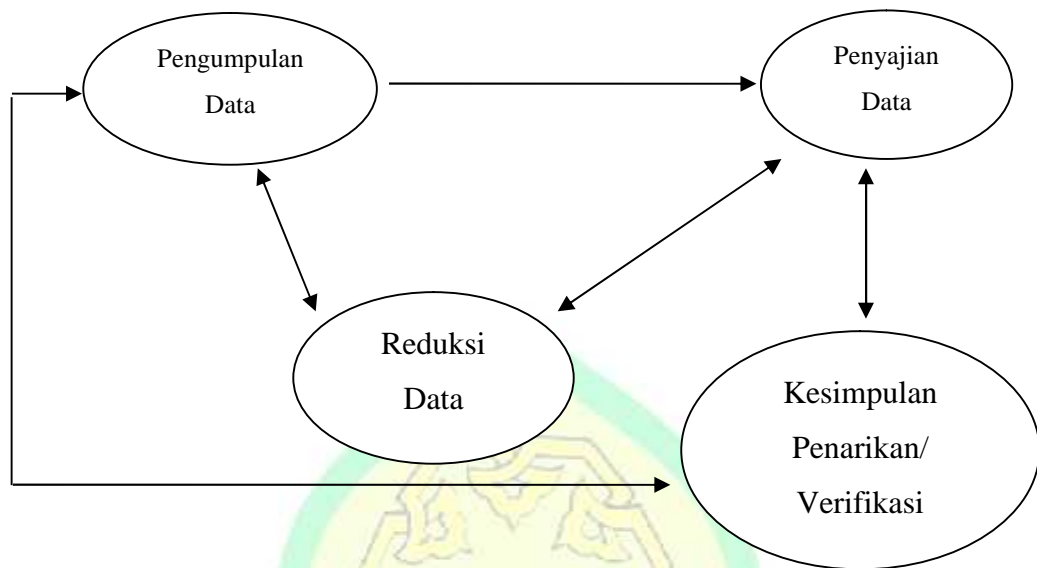 Pengumpulan
Data
Penyajian
Data
Reduksi
Data
Kesimpulan
Penarikan/
Verifikasi